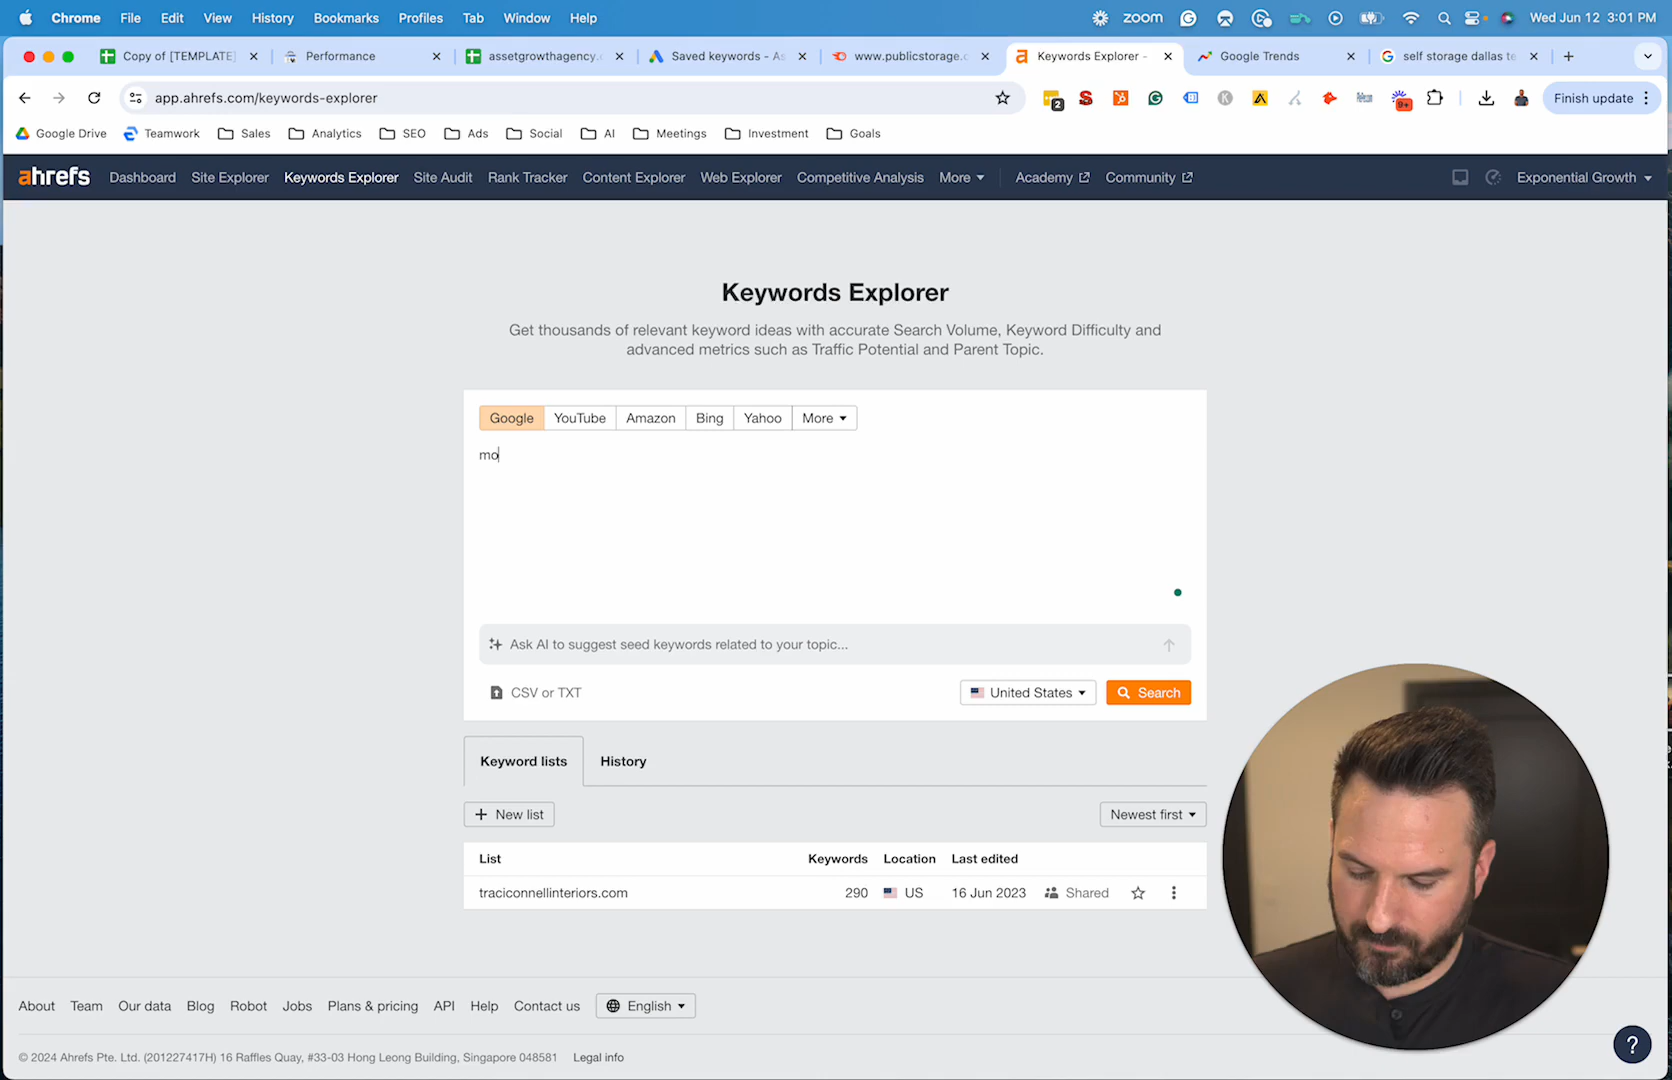 Chrome File Edit View History Bookmarks Profiles Tab Window Help zoom Wed Jun 12 3:01 PM
Copy of [TEMPLATE] Performance assetgrowthagency. Saved keywords - As www.publicstorage.c Keywords Explorer - Google Trends self storage dallas te
app.ahrefs.com/keywords-explorer 2 9+ Finish update
Google Drive Teamwork Sales Analytics SEO Ads Social AI Meetings Investment Goals
ahrefs Dashboard Site Explorer Keywords Explorer Site Audit Rank Tracker Content Explorer Web Explorer Competitive Analysis More Academy Community Exponential Growth
Keywords Explorer
Get thousands of relevant keyword ideas with accurate Search Volume, Keyword Difficulty and
advanced metrics such as Traffic Potential and Parent Topic.
Google YouTube Amazon Bing Yahoo More
mo
Ask AI to suggest seed keywords related to your topic...
CSV or TXT United States Search
Keyword lists History
+ New list Newest first
List Keywords Location Last edited
traciconnellinteriors.com 290 US 16 Jun 2023 Shared
About Team Our data Blog Robot Jobs Plans & pricing API Help Contact us English
© 2024 Ahrefs Pte. Ltd. (201227417H) 16 Raffles Quay, #33-03 Hong Leong Building, Singapore 048581 Legal info
?